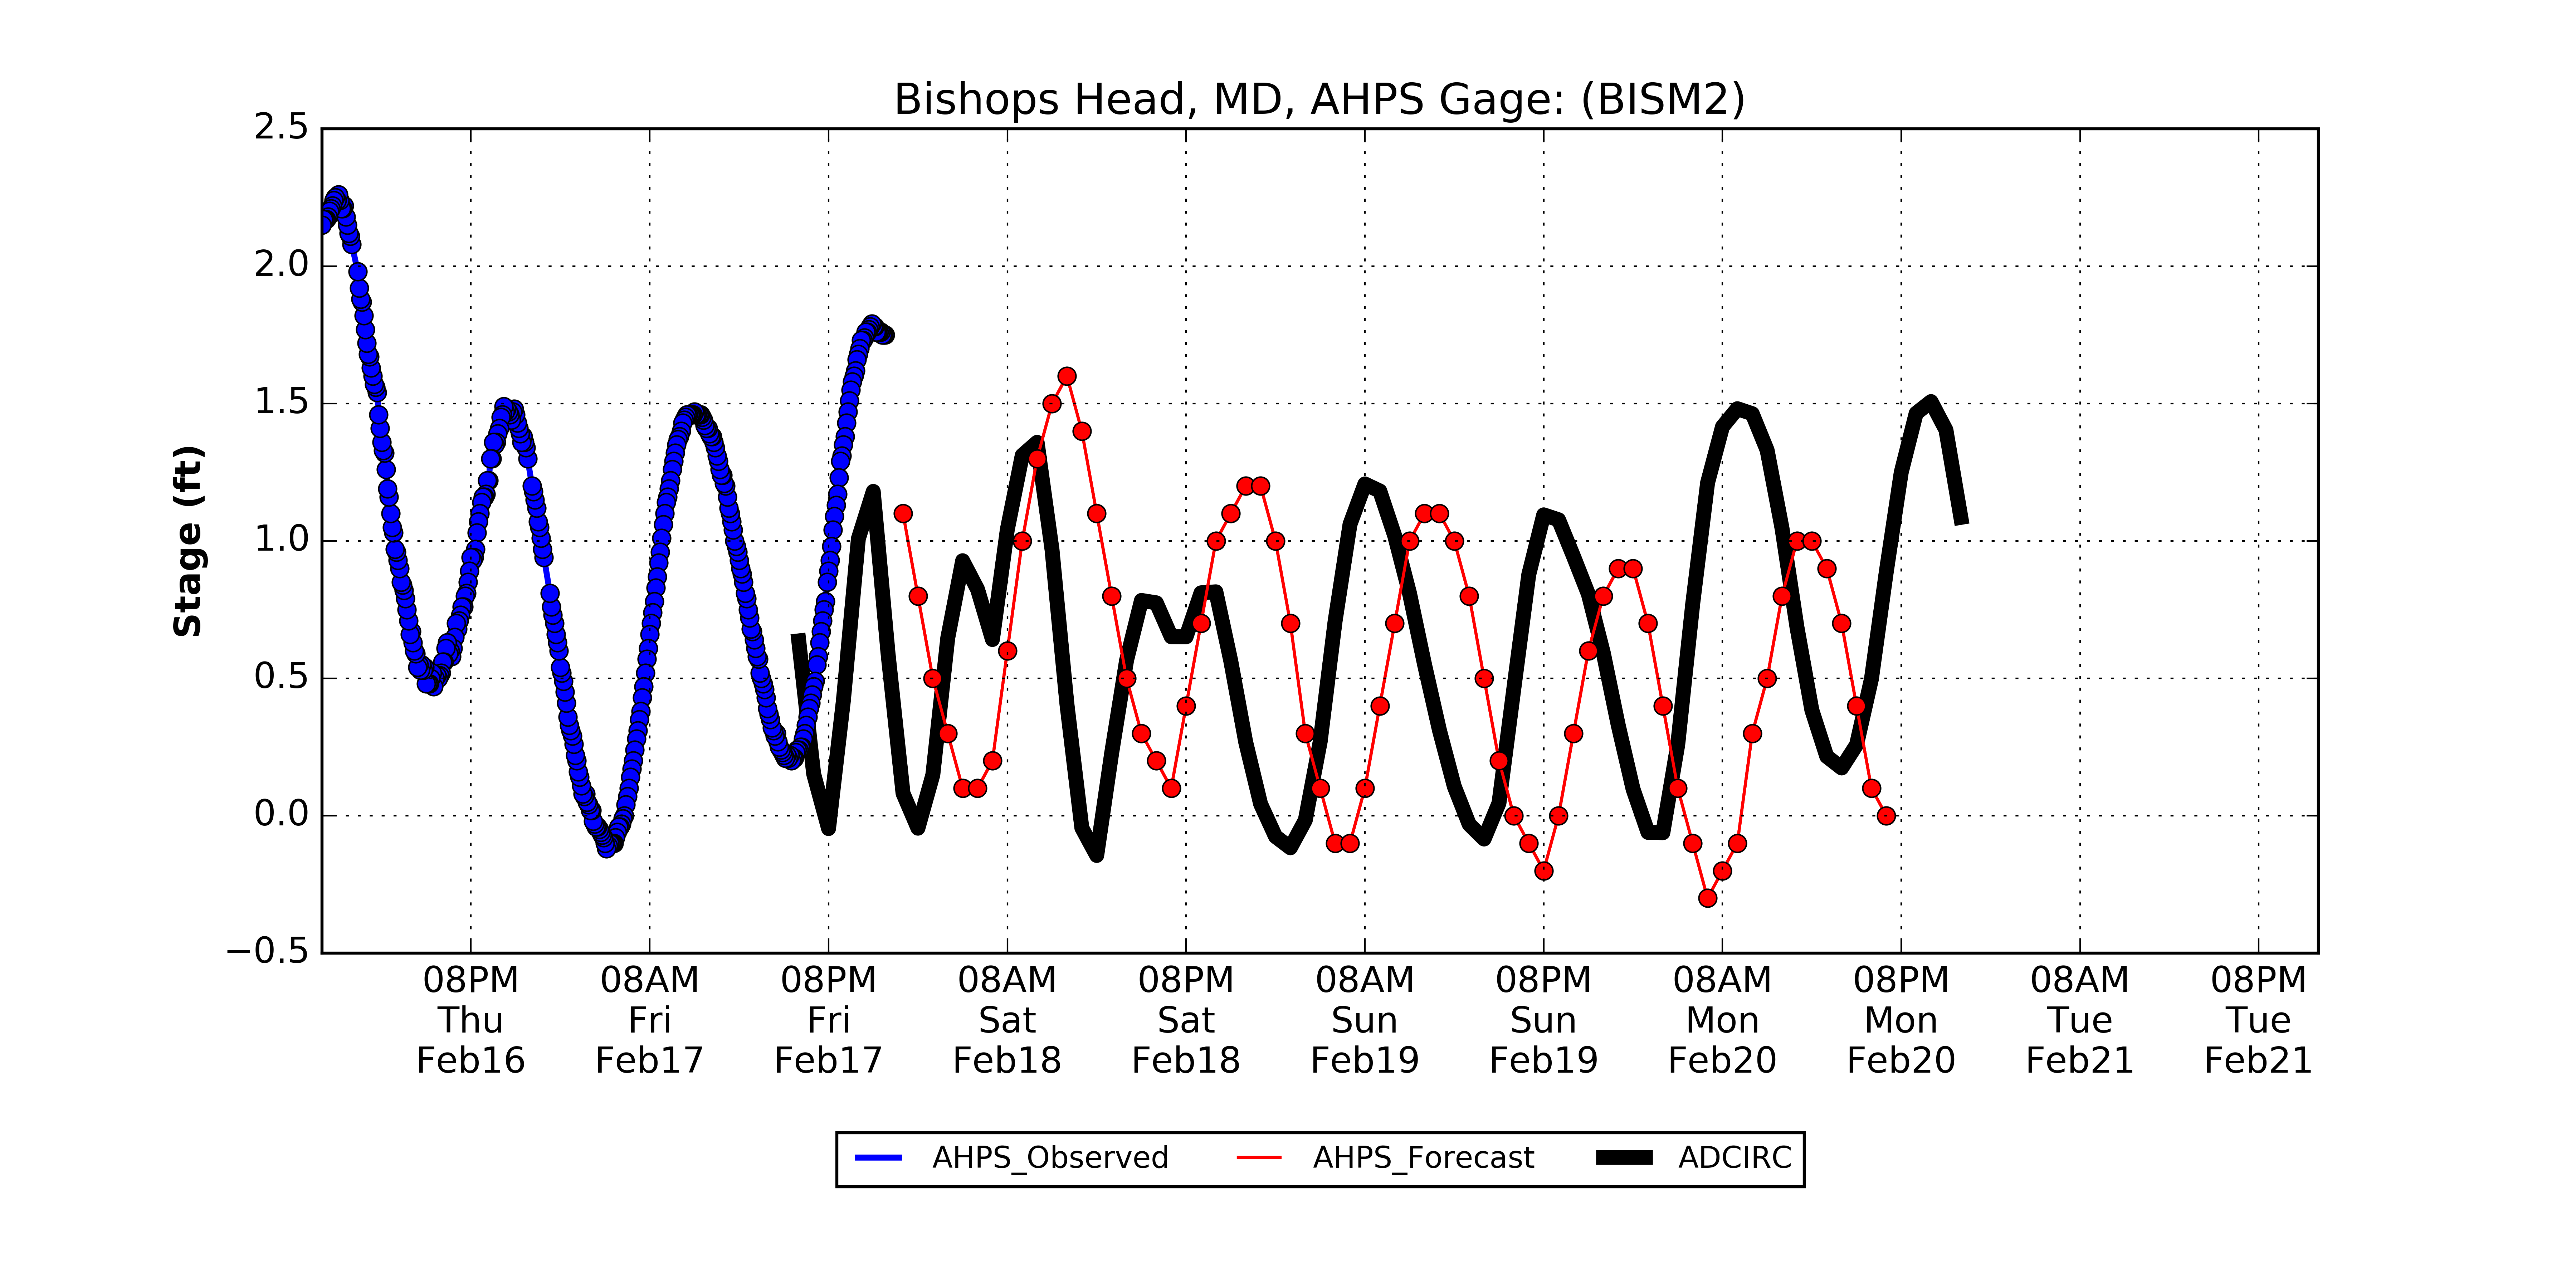 Bishops Head, MD, AHPS Gage: (BISM2)
Stage (ft)
2.5
2.0
1.5
1.0
0.5
0.0
−0.5
08PM Thu Feb16
08AM Fri Feb17
08PM Fri Feb17
08AM Sat Feb18
08PM Sat Feb18
08AM Sun Feb19
08PM Sun Feb19
08AM Mon Feb20
08PM Mon Feb20
08AM Tue Feb21
08PM Tue Feb21
AHPS_Observed
AHPS_Forecast
ADCIRC